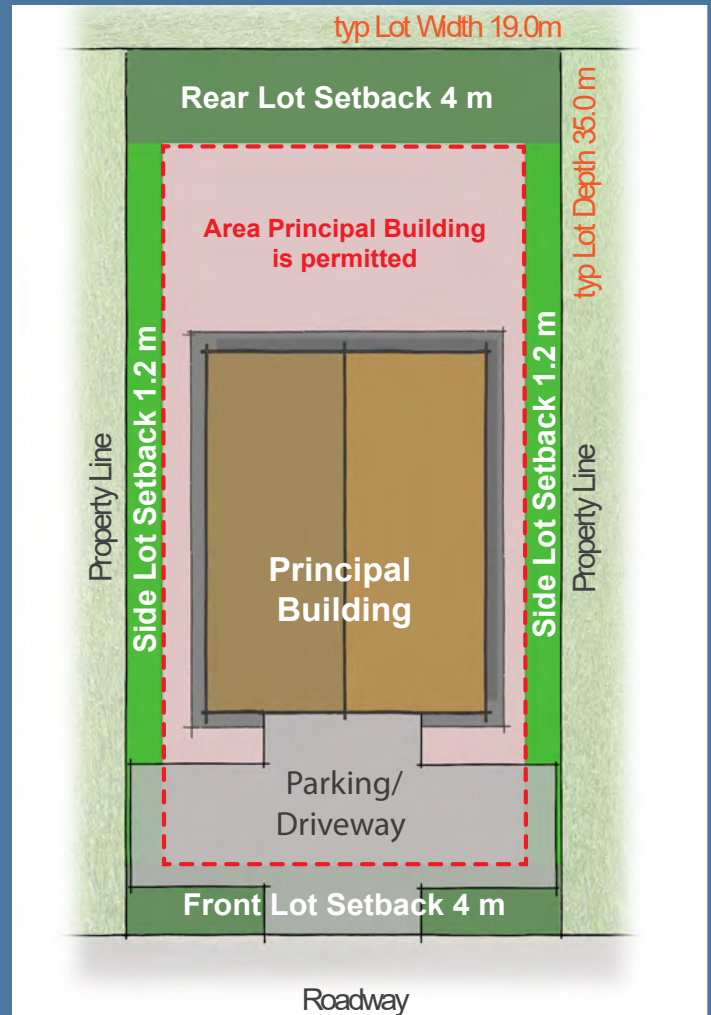 typ Lot Width 19.0m
Rear Lot Setback 4 m
typ Lot Depth 35.0 m
Area Principal Building
is permitted
Side Lot Setback 1.2 m
Side Lot Setback 1.2 m
Property Line
Property Line
Principal
Building
Parking/
Driveway
Front Lot Setback 4 m
Roadway